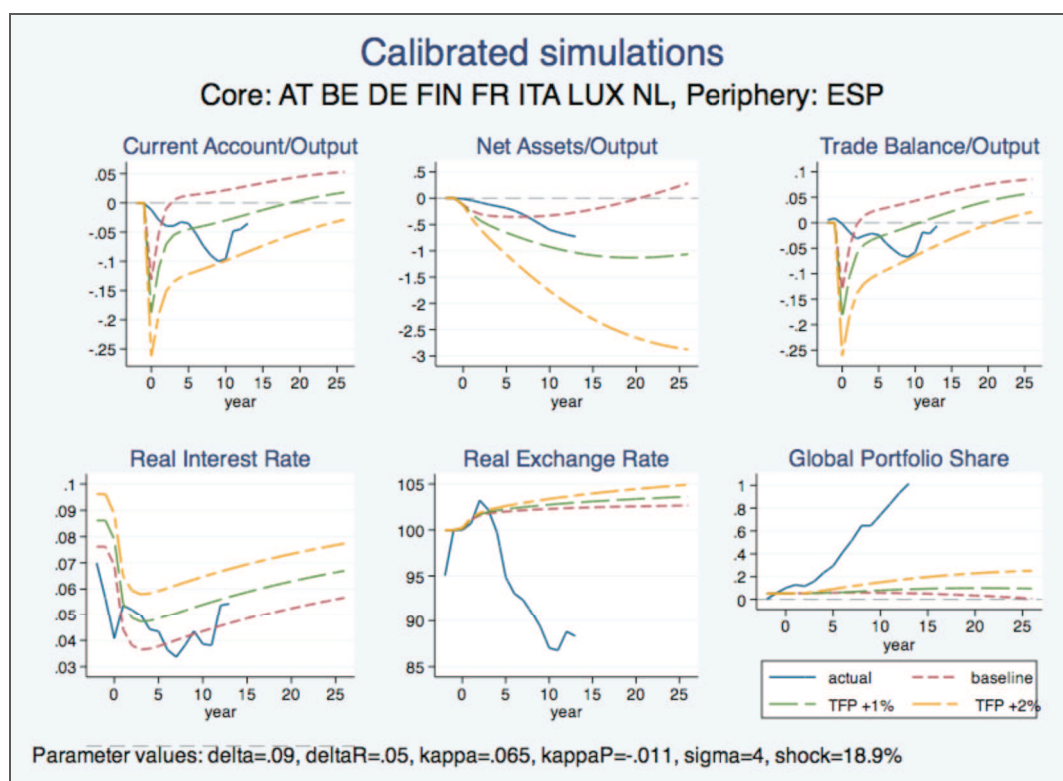 Calibrated simulations
Core: AT BE DE FIN FR ITA LUX NL, Periphery: ESP
Current Account/Output
.05
0
-.05
-.1
-.15
-.2
-.25
0 5 10 15 20 25
year
Net Assets/Output
.5
0
-.5
-1
-1.5
-2
-2.5
-3
0 5 10 15 20 25
year
Trade Balance/Output
.1
.05
0
-.05
-.1
-.15
-.2
-.25
0 5 10 15 20 25
year
Real Interest Rate
.1
.09
.08
.07
.06
.05
.04
.03
0 5 10 15 20 25
year
Real Exchange Rate
105
100
95
90
85
0 5 10 15 20 25
year
Global Portfolio Share
1
.8
.6
.4
.2
0
0 5 10 15 20 25
year
actual baseline
TFP +1% TFP +2%
Parameter values: delta=.09, deltaR=.05, kappa=.065, kappaP=-.011, sigma=4, shock=18.9%